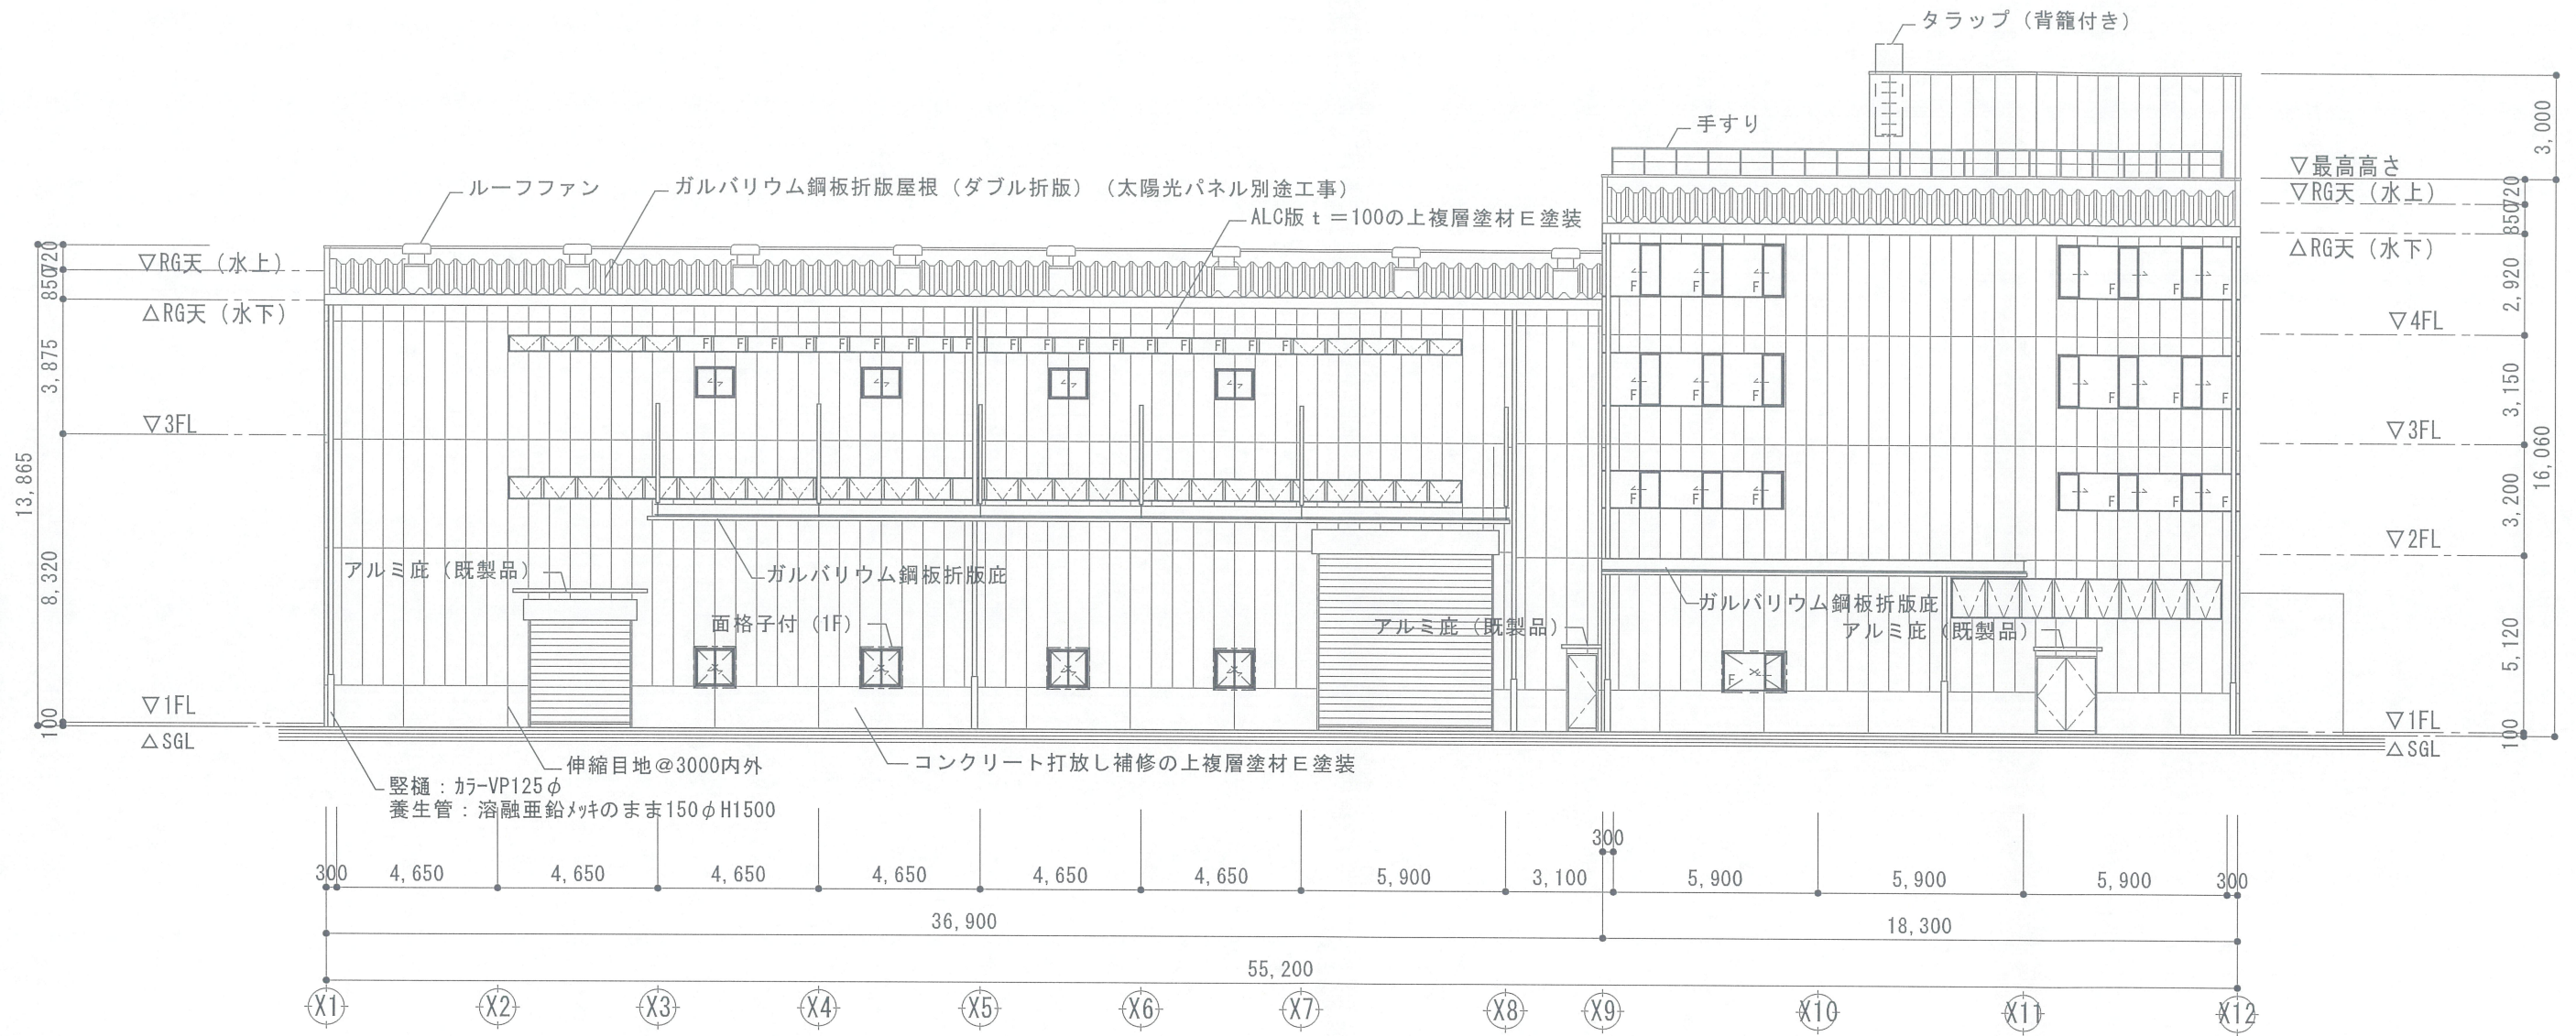 タラップ（背籠付き）
手すり
ルーフファン
ガルバリウム鋼板折版屋根（ダブル折版）（太陽光パネル別途工事）
ALC版ｔ＝100の上複層塗材Ｅ塗装
3,000
▽最高高さ
▽RG天（水上）
720
850
△RG天（水下）
2,920
▽4FL
3,150
▽3FL
3,200
▽2FL
5,120
▽1FL
100
△SGL
16,060
720
▽RG天（水上）
850
△RG天（水下）
3,875
▽3FL
13,865
8,320
▽1FL
100
△SGL
F F F F F F F F F F F F F F F F F F
F F F F F F
F F F F F F
F F F F F F
アルミ庇（既製品）
ガルバリウム鋼板折版庇
面格子付（1F）
アルミ庇（既製品）
ガルバリウム鋼板折版庇
アルミ庇（既製品）
F
伸縮目地＠3000内外
コンクリート打放し補修の上複層塗材Ｅ塗装
竪樋：ｶﾗｰVP125φ
養生管：溶融亜鉛ﾒｯｷのまま150φH1500
300 4,650 4,650 4,650 4,650 4,650 4,650 5,900 3,100 300 5,900 5,900 5,900 300
36,900 18,300
55,200
X1 X2 X3 X4 X5 X6 X7 X8 X9 X10 X11 X12